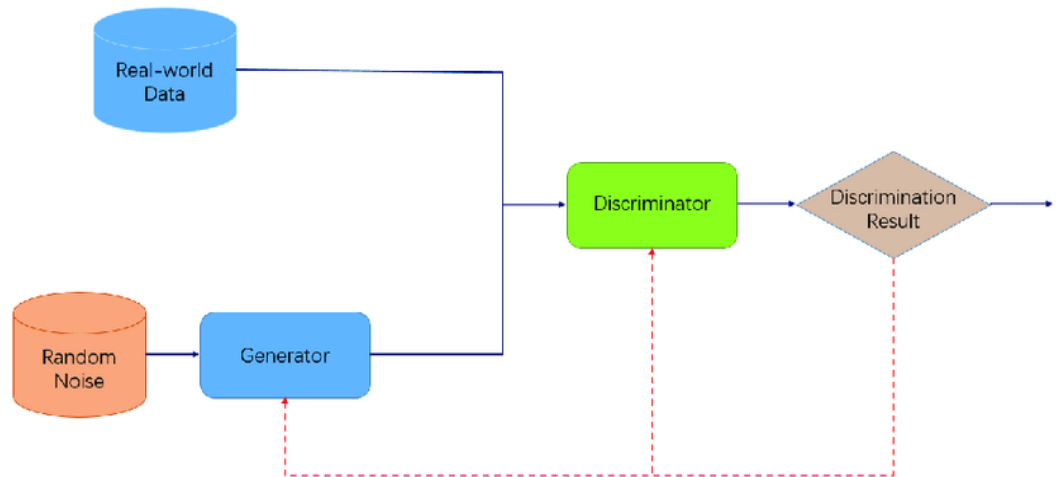 Real-world
Data
Discriminator
Discrimination
Result
Random
Noise
Generator